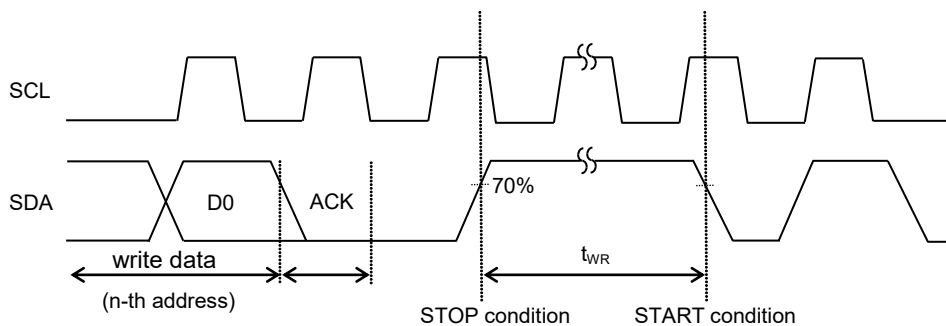 SCL
SDA
D0
ACK
70%
write data
(n-th address)
tWR
STOP condition
START condition